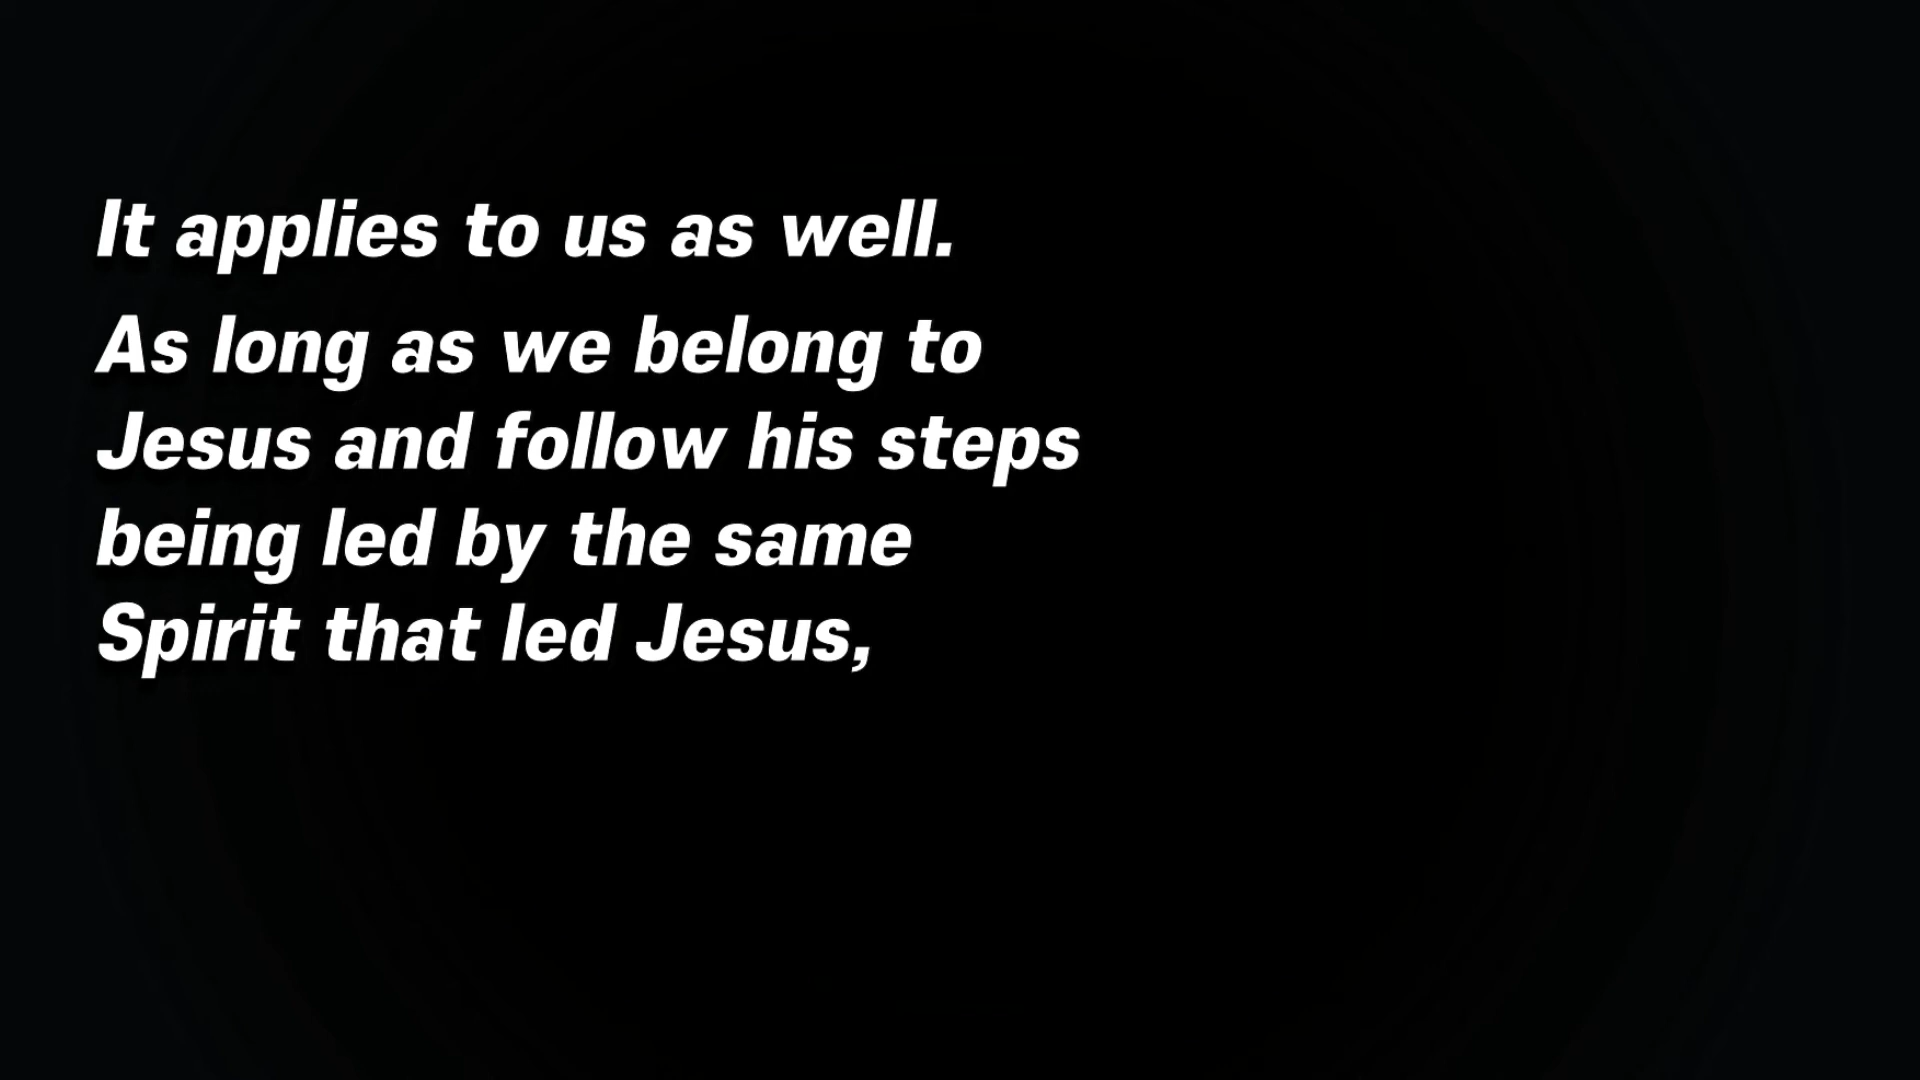 It applies to us as well.
As long as we belong to
Jesus and follow his steps
being led by the same
Spirit that led Jesus,